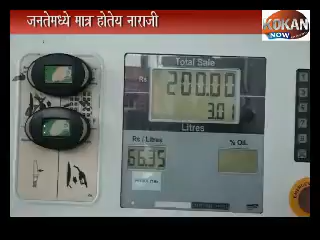 जनतेमध्ये मात्र होतेय नाराजी
KOKAN
NOW
Total Sale
Rs. 200.00
3.01
Litres
Rs / Litres
66.35
% Oil